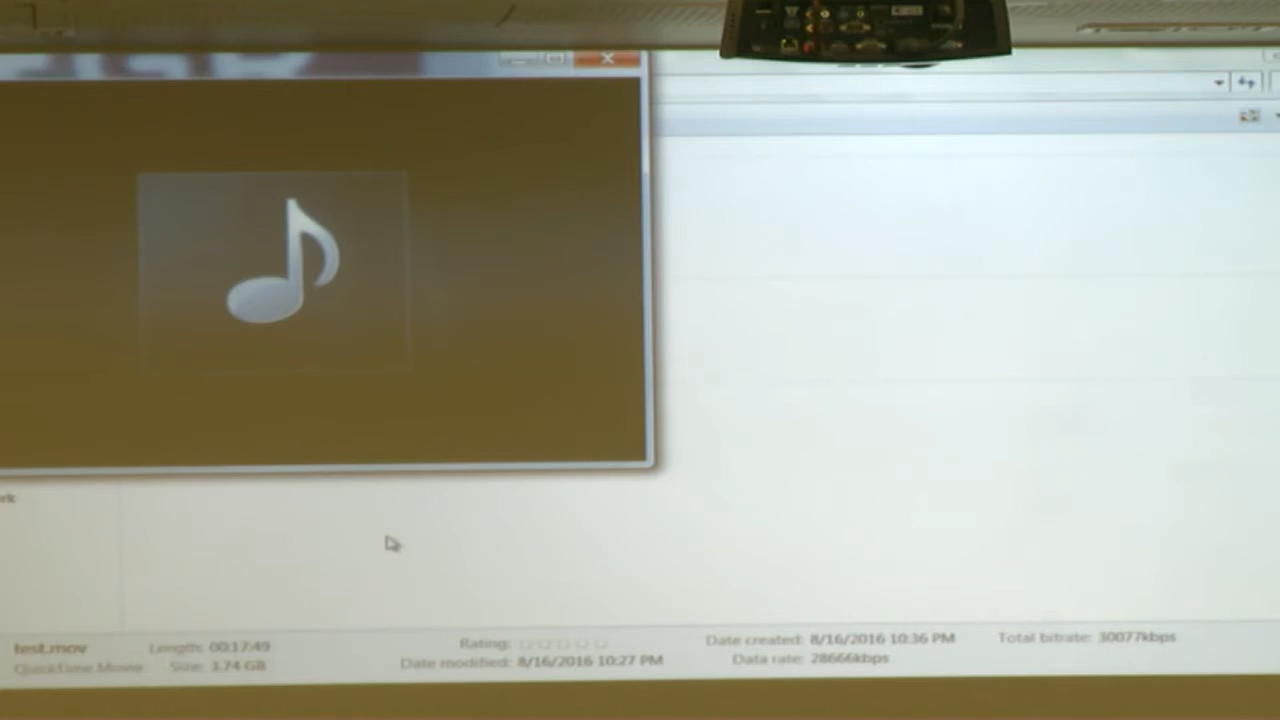 rk
test.mov Length: 00:17:49 Rating: Date created: 8/16/2016 10:36 PM Total bitrate: 30077kbps
QuickTime Movie Size: 3.74 GB Date modified: 8/16/2016 10:27 PM Data rate: 28666kbps